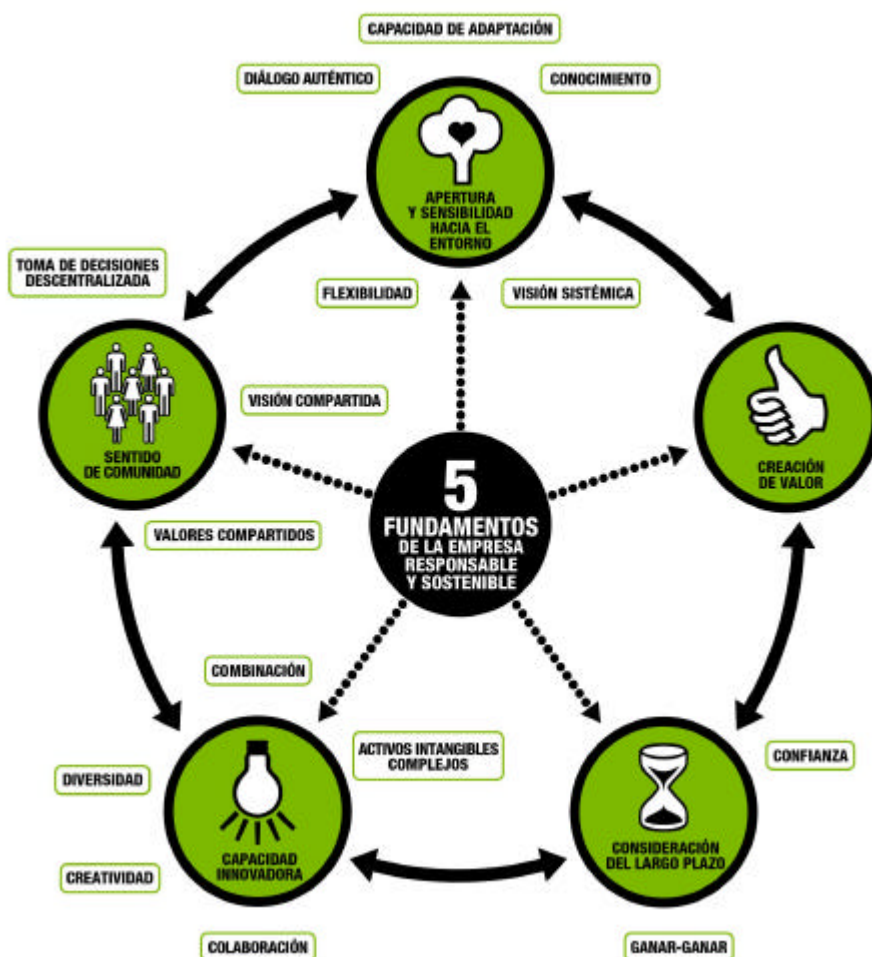 CAPACIDAD DE ADAPTACIÓN
DIÁLOGO AUTÉNTICO
CONOCIMIENTO
APERTURA
Y SENSIBILIDAD
HACIA EL
ENTORNO
TOMA DE DECISIONES
DESCENTRALIZADA
FLEXIBILIDAD
VISIÓN SISTÉMICA
VISIÓN COMPARTIDA
SENTIDO
DE COMUNIDAD
CREACIÓN
DE VALOR
5
FUNDAMENTOS
DE LA EMPRESA
RESPONSABLE
Y SOSTENIBLE
VALORES COMPARTIDOS
COMBINACIÓN
ACTIVOS INTANGIBLES
COMPLEJOS
CONFIANZA
DIVERSIDAD
CAPACIDAD
INNOVADORA
CONSIDERACIÓN
DEL LARGO PLAZO
CREATIVIDAD
COLABORACIÓN
GANAR-GANAR